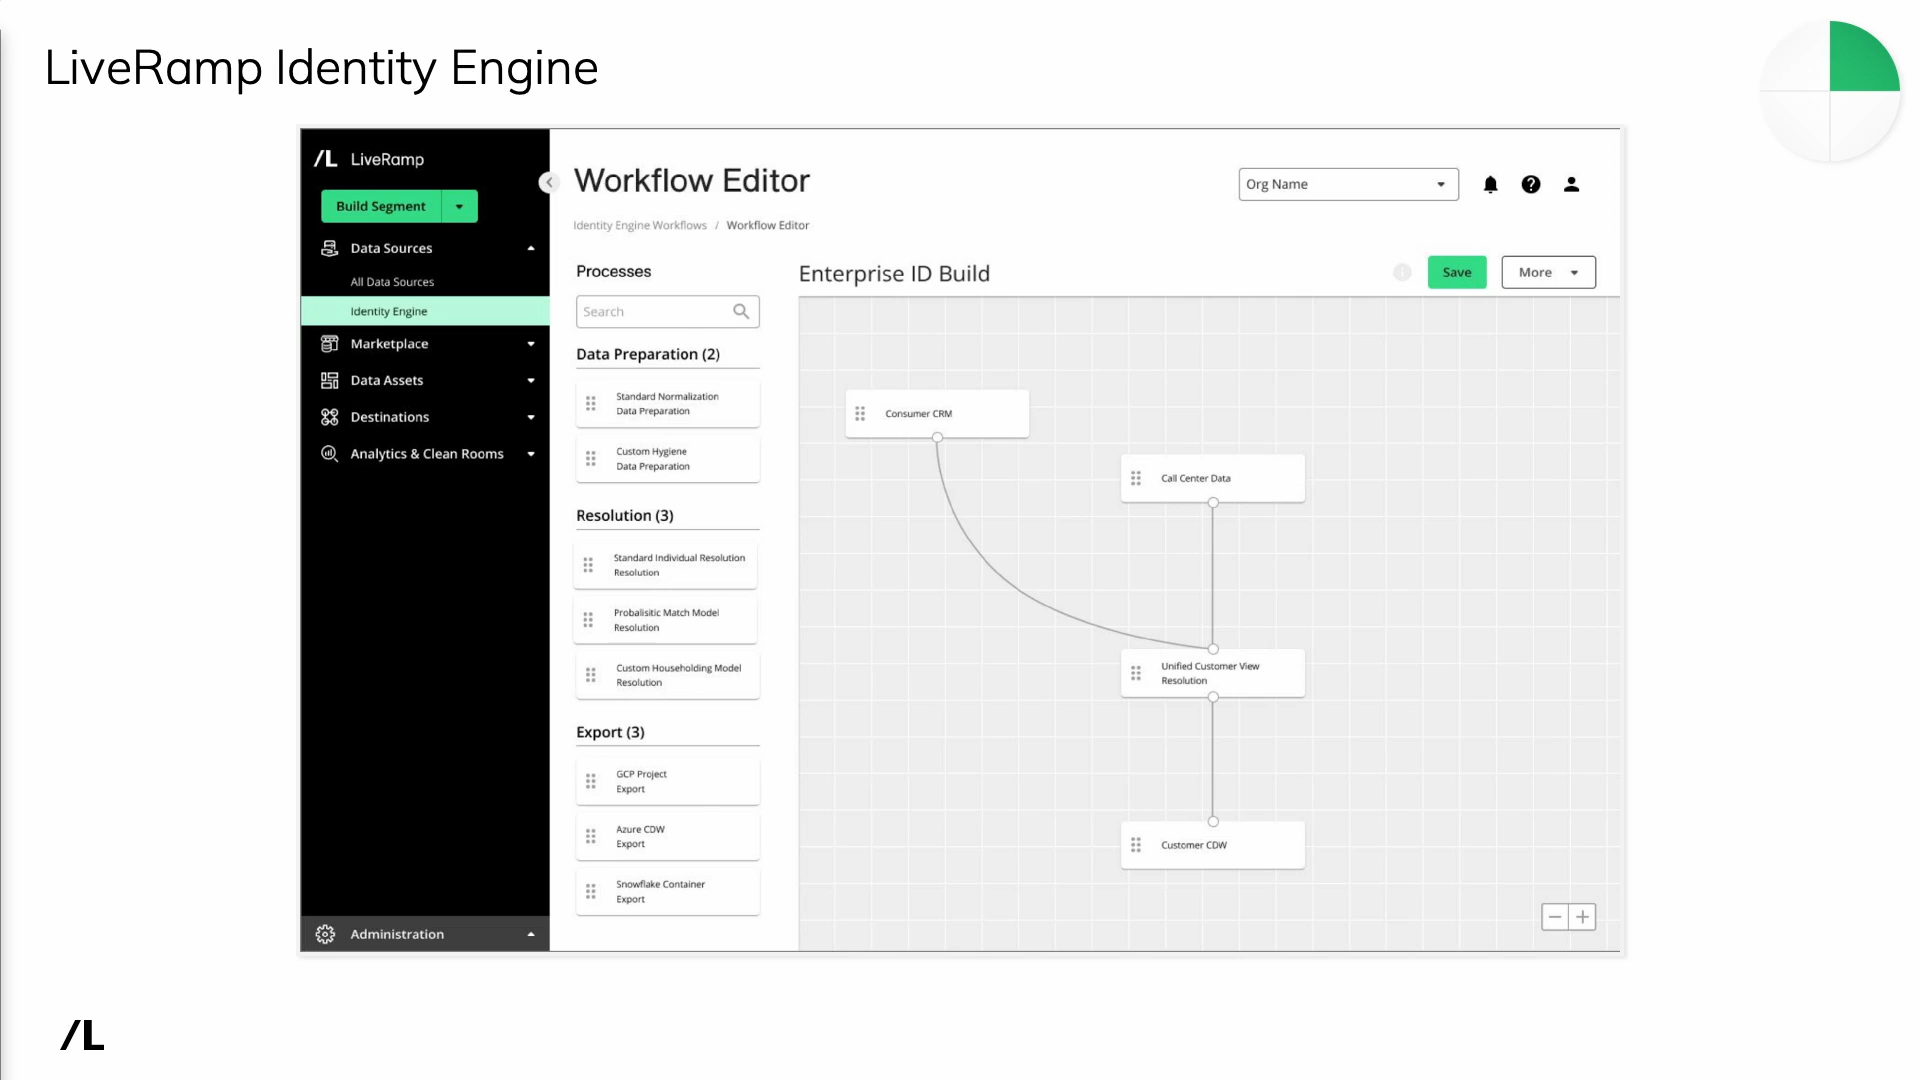 LiveRamp Identity Engine
/L LiveRamp
Build Segment
Data Sources
All Data Sources
Identity Engine
Marketplace
Data Assets
Destinations
Analytics & Clean Rooms
Administration
Workflow Editor
Org Name
Identity Engine Workflows / Workflow Editor
Processes
Search
Data Preparation (2)
Standard Normalization
Data Preparation
Custom Hygiene
Data Preparation
Resolution (3)
Standard Individual Resolution
Resolution
Probalisitic Match Model
Resolution
Custom Householding Model
Resolution
Export (3)
GCP Project
Export
Azure CDW
Export
Snowflake Container
Export
Enterprise ID Build
Save
More
Consumer CRM
Call Center Data
Unified Customer View
Resolution
Customer CDW
/L